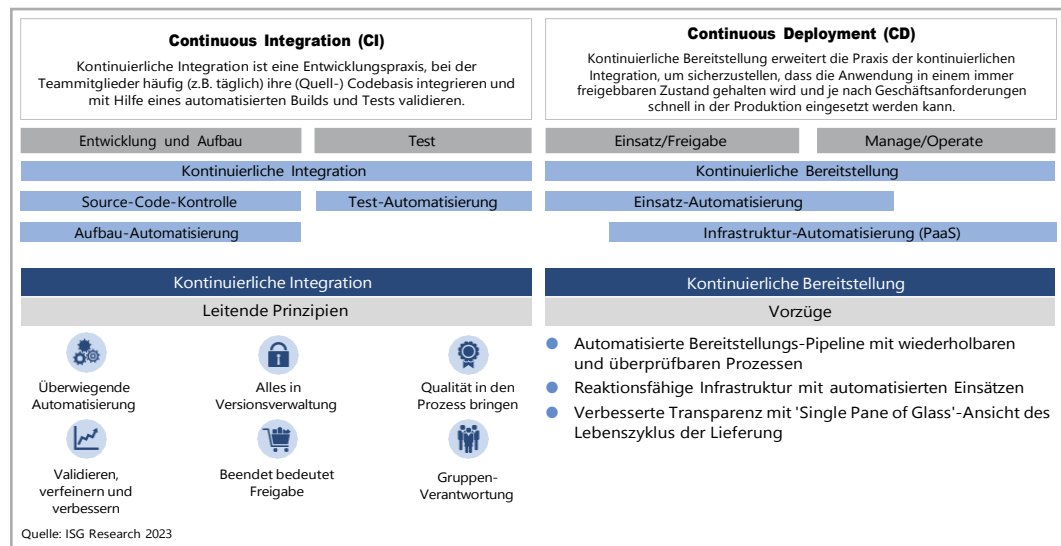 Continuous Integration (CI)
Kontinuierliche Integration ist eine Entwicklungspraxis, bei der
Teammitglieder häufig (z.B. täglich) ihre (Quell-) Codebasis integrieren und
mit Hilfe eines automatisierten Builds und Tests validieren.
Continuous Deployment (CD)
Kontinuierliche Bereitstellung erweitert die Praxis der kontinuierlichen
Integration, um sicherzustellen, dass die Anwendung in einem immer
freigebbaren Zustand gehalten wird und je nach Geschäftsanforderungen
schnell in der Produktion eingesetzt werden kann.
Entwicklung und Aufbau
Test
Einsatz/Freigabe
Manage/Operate
Kontinuierliche Integration
Kontinuierliche Bereitstellung
Source-Code-Kontrolle
Test-Automatisierung
Einsatz-Automatisierung
Aufbau-Automatisierung
Infrastruktur-Automatisierung (PaaS)
Kontinuierliche Integration
Leitende Prinzipien
Überwiegende
Automatisierung
Alles in
Versionsverwaltung
Qualität in den
Prozess bringen
Validieren,
verfeinern und
verbessern
Beendet bedeutet
Freigabe
Gruppen-
Verantwortung
Kontinuierliche Bereitstellung
Vorzüge
Automatisierte Bereitstellungs-Pipeline mit wiederholbaren
und überprüfbaren Prozessen
Reaktionsfähige Infrastruktur mit automatisierten Einsätzen
Verbesserte Transparenz mit 'Single Pane of Glass'-Ansicht des
Lebenszyklus der Lieferung
Quelle: ISG Research 2023